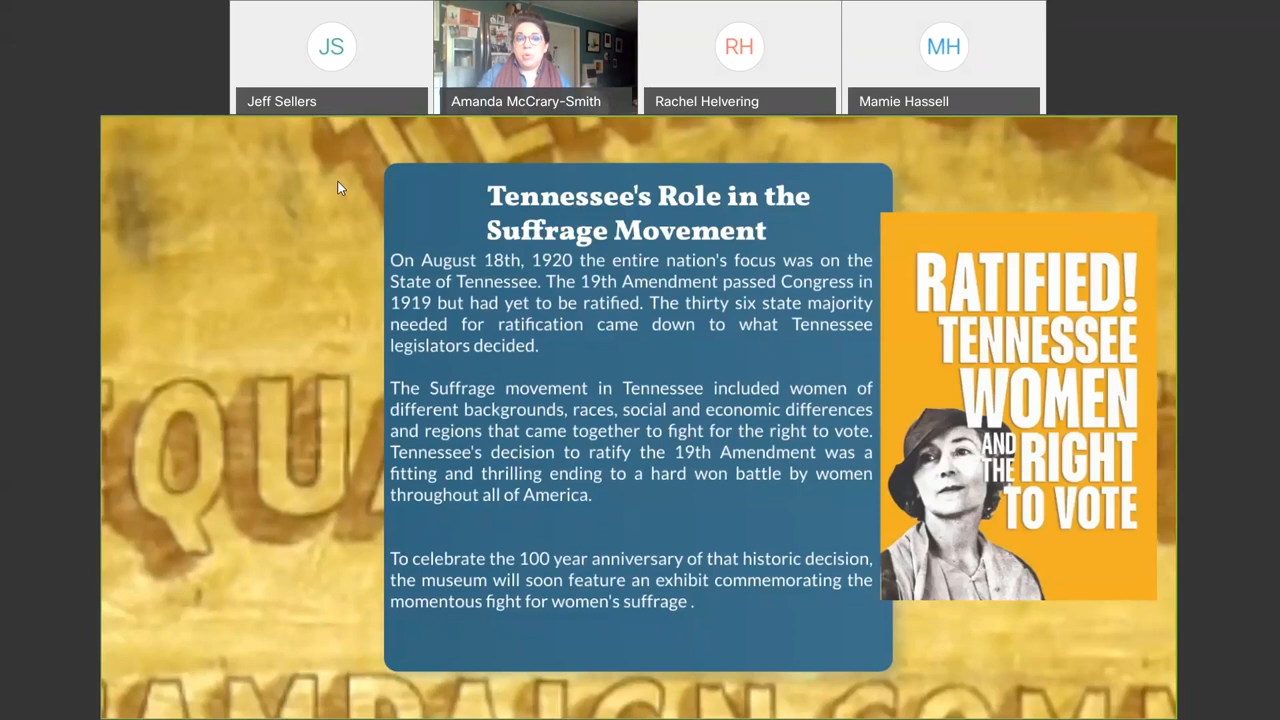 JS
RH
MH
Jeff Sellers
Amanda McCrary-Smith
Rachel Helvering
Mamie Hassell
Tennessee's Role in the
Suffrage Movement
On August 18th, 1920 the entire nation's focus was on the
State of Tennessee. The 19th Amendment passed Congress in
1919 but had yet to be ratified. The thirty six state majority
needed for ratification came down to what Tennessee
legislators decided.
The Suffrage movement in Tennessee included women of
different backgrounds, races, social and economic differences
and regions that came together to fight for the right to vote.
Tennessee's decision to ratify the 19th Amendment was a
fitting and thrilling ending to a hard won battle by women
throughout all of America.
To celebrate the 100 year anniversary of that historic decision,
the museum will soon feature an exhibit commemorating the
momentous fight for women's suffrage .
RATIFIED!
TENNESSEE
WOMEN
AND
THE RIGHT
TO VOTE